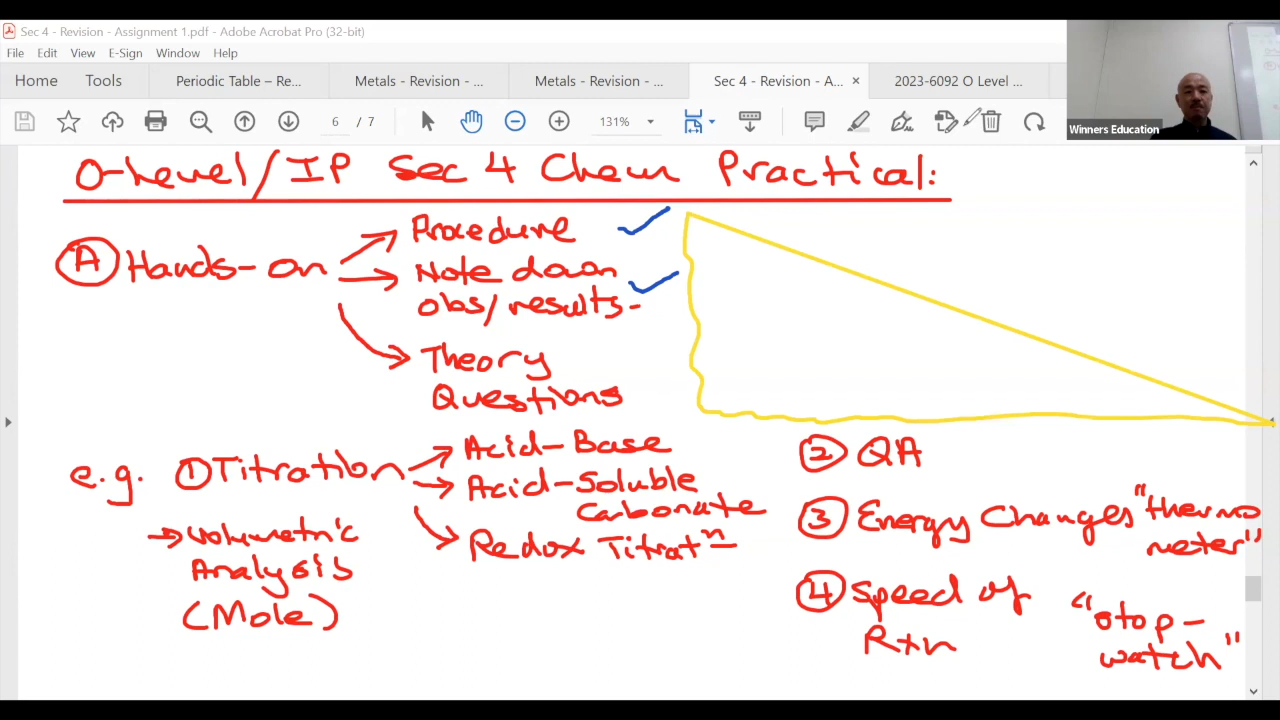 Sec 4 - Revision - Assignment 1.pdf - Adobe Acrobat Pro (32-bit)
File Edit View E-Sign Window Help
Home Tools Periodic Table – Re... Metals - Revision - ... Metals - Revision - ... Sec 4 - Revision - A... × 2023-6092 O Level ...
6 / 7 131%
Winners Education
O-Level/IP Sec 4 Chem Practical:
A Hands-on
Procedure
Note down
obs/results-
Theory
Questions
e.g. 1 Titration
Acid-Base
Acid-Soluble
Carbonate
Redox Titratn
→ Volumetric
Analysis
(Mole)
2 QA
3 Energy Changes "thermo
meter"
4 Speed of
Rxn
"stop-
watch"